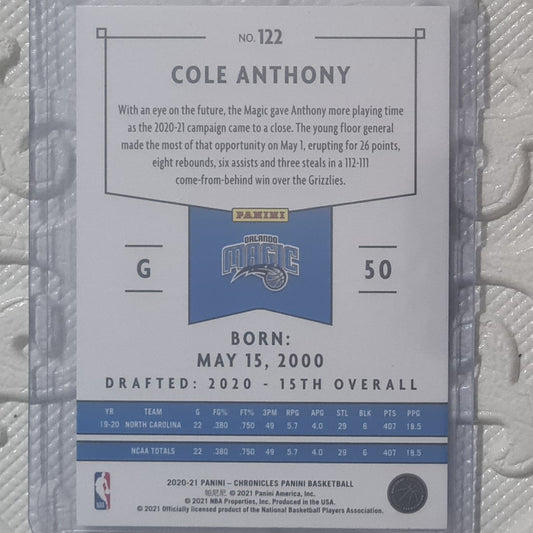 NO. 122
COLE ANTHONY
With an eye on the future, the Magic gave Anthony more playing time
as the 2020-21 campaign came to a close. The young floor general
made the most of that opportunity on May 1, erupting for 26 points,
eight rebounds, six assists and three steals in a 112-111
come-from-behind win over the Grizzlies.
PANINI
ORLANDO
MAGIC
G
50
BORN:
MAY 15, 2000
DRAFTED: 2020 - 15TH OVERALL
YR TEAM G FG% FT% 3PM RPG APG STL BLK PTS PPG
19-20 NORTH CAROLINA 22 .380 .750 49 5.7 4.0 29 6 407 18.5
NCAA TOTALS 22 .380 .750 49 5.7 4.0 29 6 407 18.5
2020-21 PANINI – CHRONICLES PANINI BASKETBALL
帕尼尼 © 2021 Panini America, Inc.
© 2021 NBA Properties, Inc. Produced in the USA.
© 2021 Officially licensed product of the National Basketball Players Association.
NBA